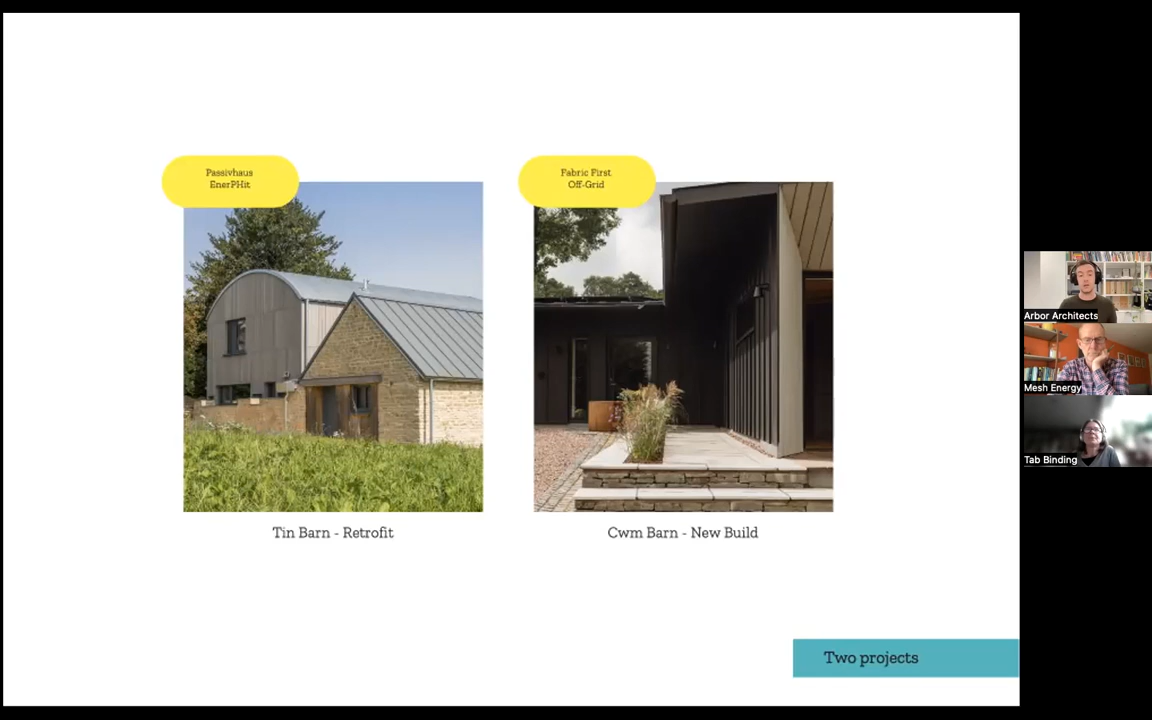 Passivhaus
EnerPHit
Fabric First
Off-Grid
Tin Barn - Retrofit
Cwm Barn - New Build
Two projects
Arbor Architects
Mesh Energy
Tab Binding